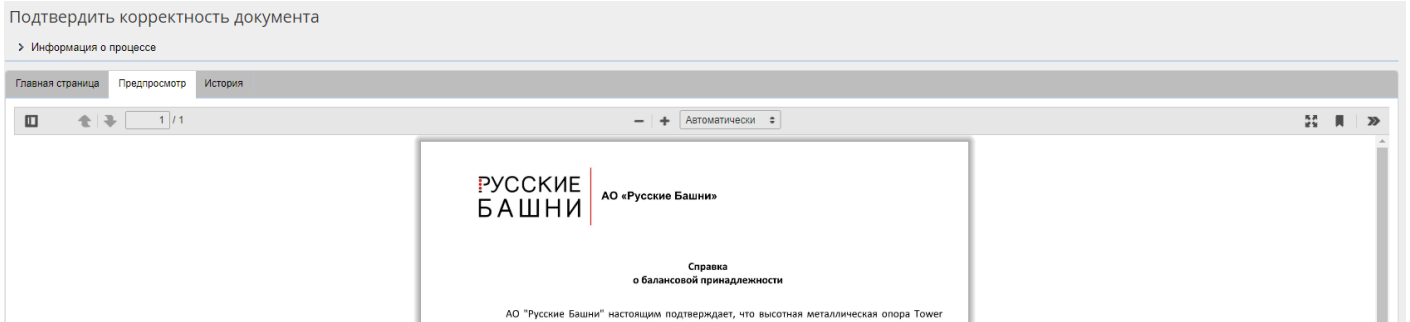 Подтвердить корректность документа
Информация о процессе
Главная страница Предпросмотр История
1 / 1 Автоматически
РУССКИЕ
БАШНИ
АО «Русские Башни»
Справка
о балансовой принадлежности
АО "Русские Башни" настоящим подтверждает, что высотная металлическая опора Tower